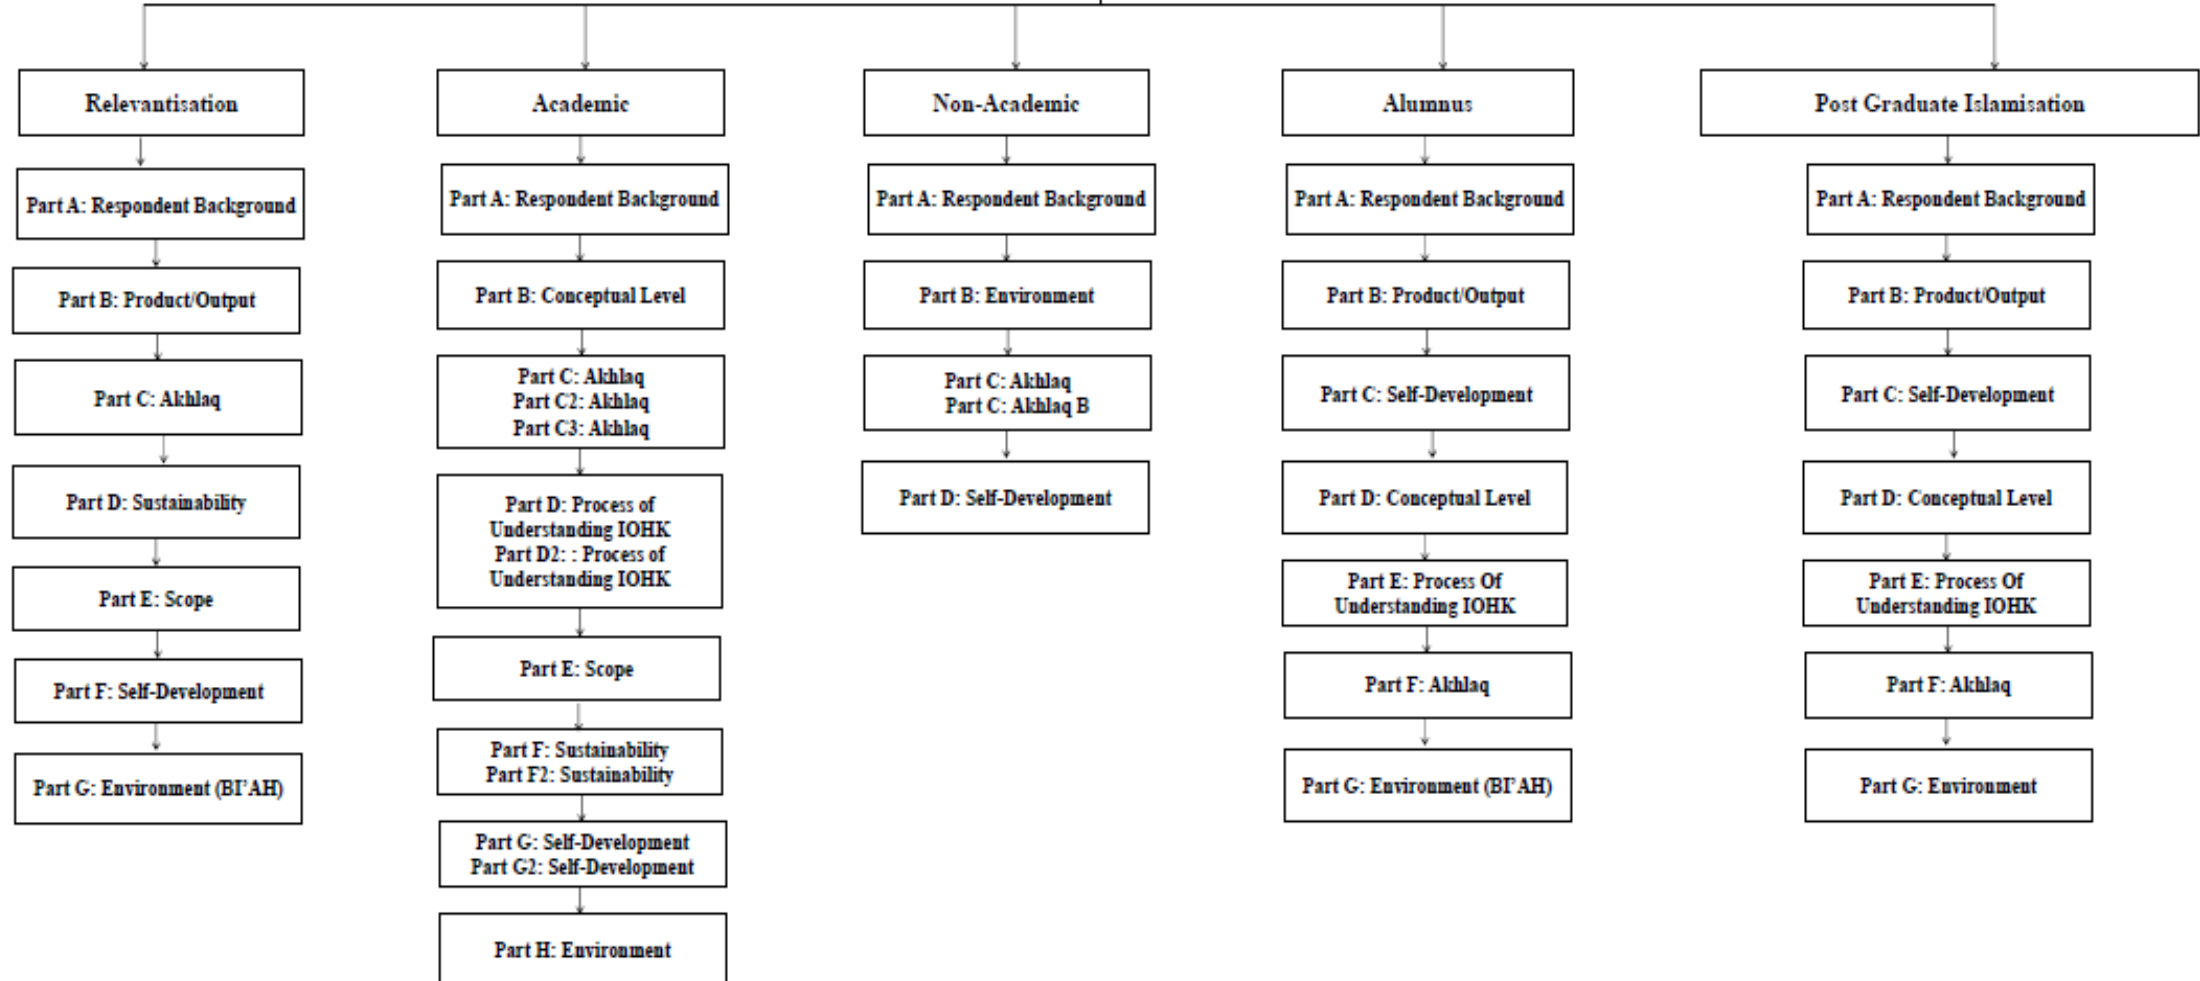 Relevantisation
Part A: Respondent Background
Part B: Product/Output
Part C: Akhlaq
Part D: Sustainability
Part E: Scope
Part F: Self-Development
Part G: Environment (BI'AH)
Academic
Part A: Respondent Background
Part B: Conceptual Level
Part C: Akhlaq
Part C2: Akhlaq
Part C3: Akhlaq
Part D: Process of
Understanding IOHK
Part D2: : Process of
Understanding IOHK
Part E: Scope
Part F: Sustainability
Part F2: Sustainability
Part G: Self-Development
Part G2: Self-Development
Part H: Environment
Non-Academic
Part A: Respondent Background
Part B: Environment
Part C: Akhlaq
Part C: Akhlaq B
Part D: Self-Development
Alumnus
Part A: Respondent Background
Part B: Product/Output
Part C: Self-Development
Part D: Conceptual Level
Part E: Process Of
Understanding IOHK
Part F: Akhlaq
Part G: Environment (BI'AH)
Post Graduate Islamisation
Part A: Respondent Background
Part B: Product/Output
Part C: Self-Development
Part D: Conceptual Level
Part E: Process Of
Understanding IOHK
Part F: Akhlaq
Part G: Environment